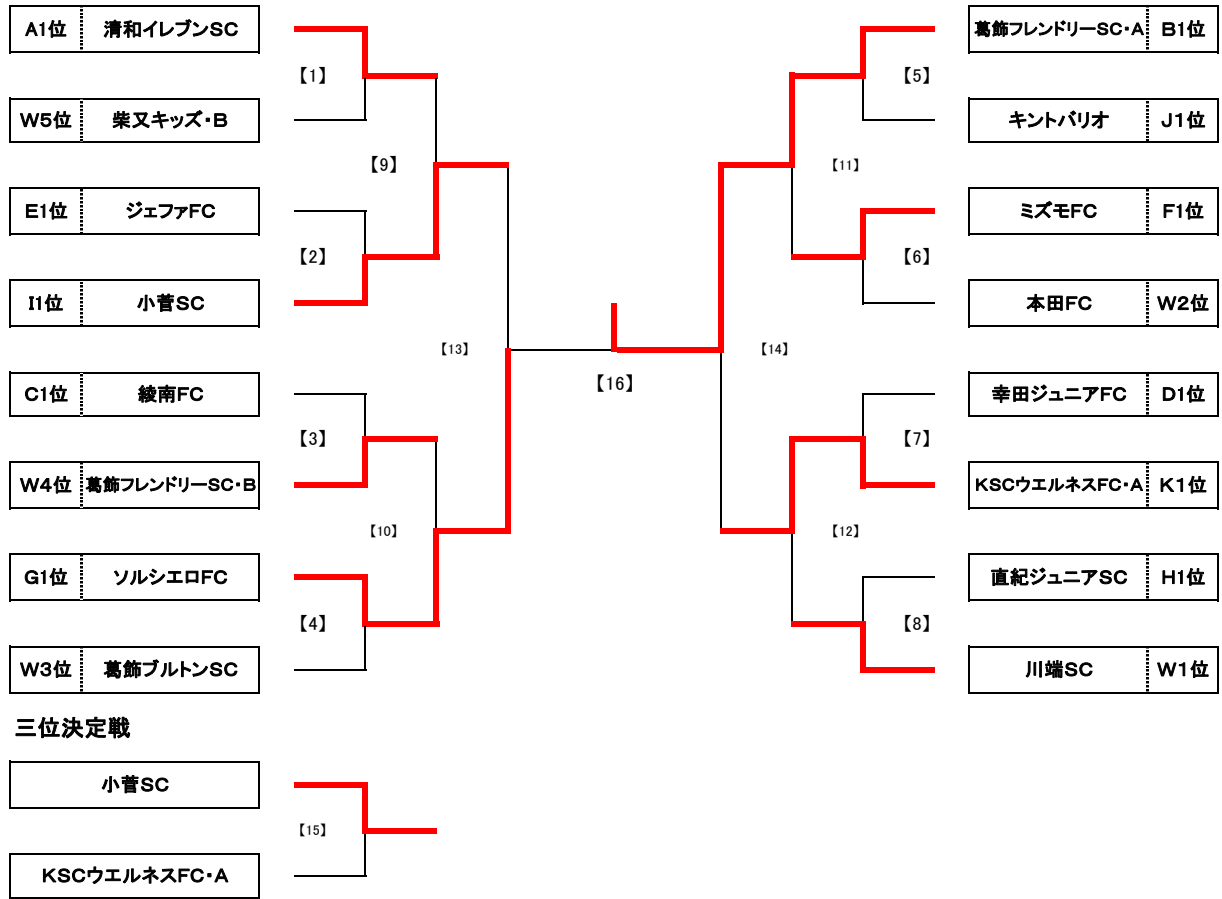 A1位 清和イレブンSC
葛飾フレンドリーSC・A B1位
【1】
【5】
W5位 柴又キッズ・B
キントバリオ J1位
【9】
【11】
E1位 ジェファFC
ミズモFC F1位
【2】
【6】
I1位 小菅SC
本田FC W2位
【13】
【14】
【16】
C1位 綾南FC
幸田ジュニアFC D1位
【3】
【7】
W4位 葛飾フレンドリーSC・B
KSCウエルネスFC・A K1位
【10】
【12】
G1位 ソルシエロFC
直紀ジュニアSC H1位
【4】
【8】
W3位 葛飾ブルトンSC
川端SC W1位
三位決定戦
小菅SC
【15】
KSCウエルネスFC・A